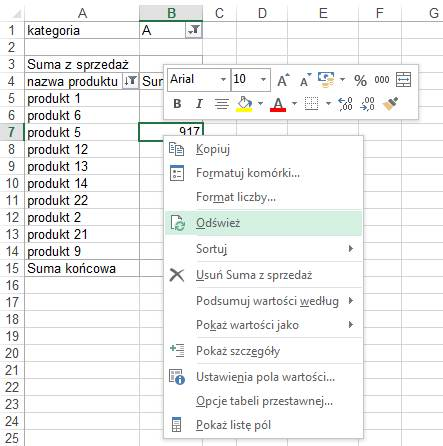 A B C D E F G
1 kategoria A
2
3 Suma z sprzedaż
4 nazwa produktu
5 produkt 1
6 produkt 6
7 produkt 5 917
8 produkt 12
9 produkt 13
10 produkt 14
11 produkt 22
12 produkt 2
13 produkt 21
14 produkt 9
15 Suma końcowa
16
17
18
19
20
21
22
23
24
25
Arial 10 A A % 000
B I A ,00 ,0
Kopiuj
Formatuj komórki...
Format liczby...
Odśwież
Sortuj
Usuń Suma z sprzedaż
Podsumuj wartości według
Pokaż wartości jako
Pokaż szczegóły
Ustawienia pola wartości...
Opcje tabeli przestawnej...
Pokaż listę pól